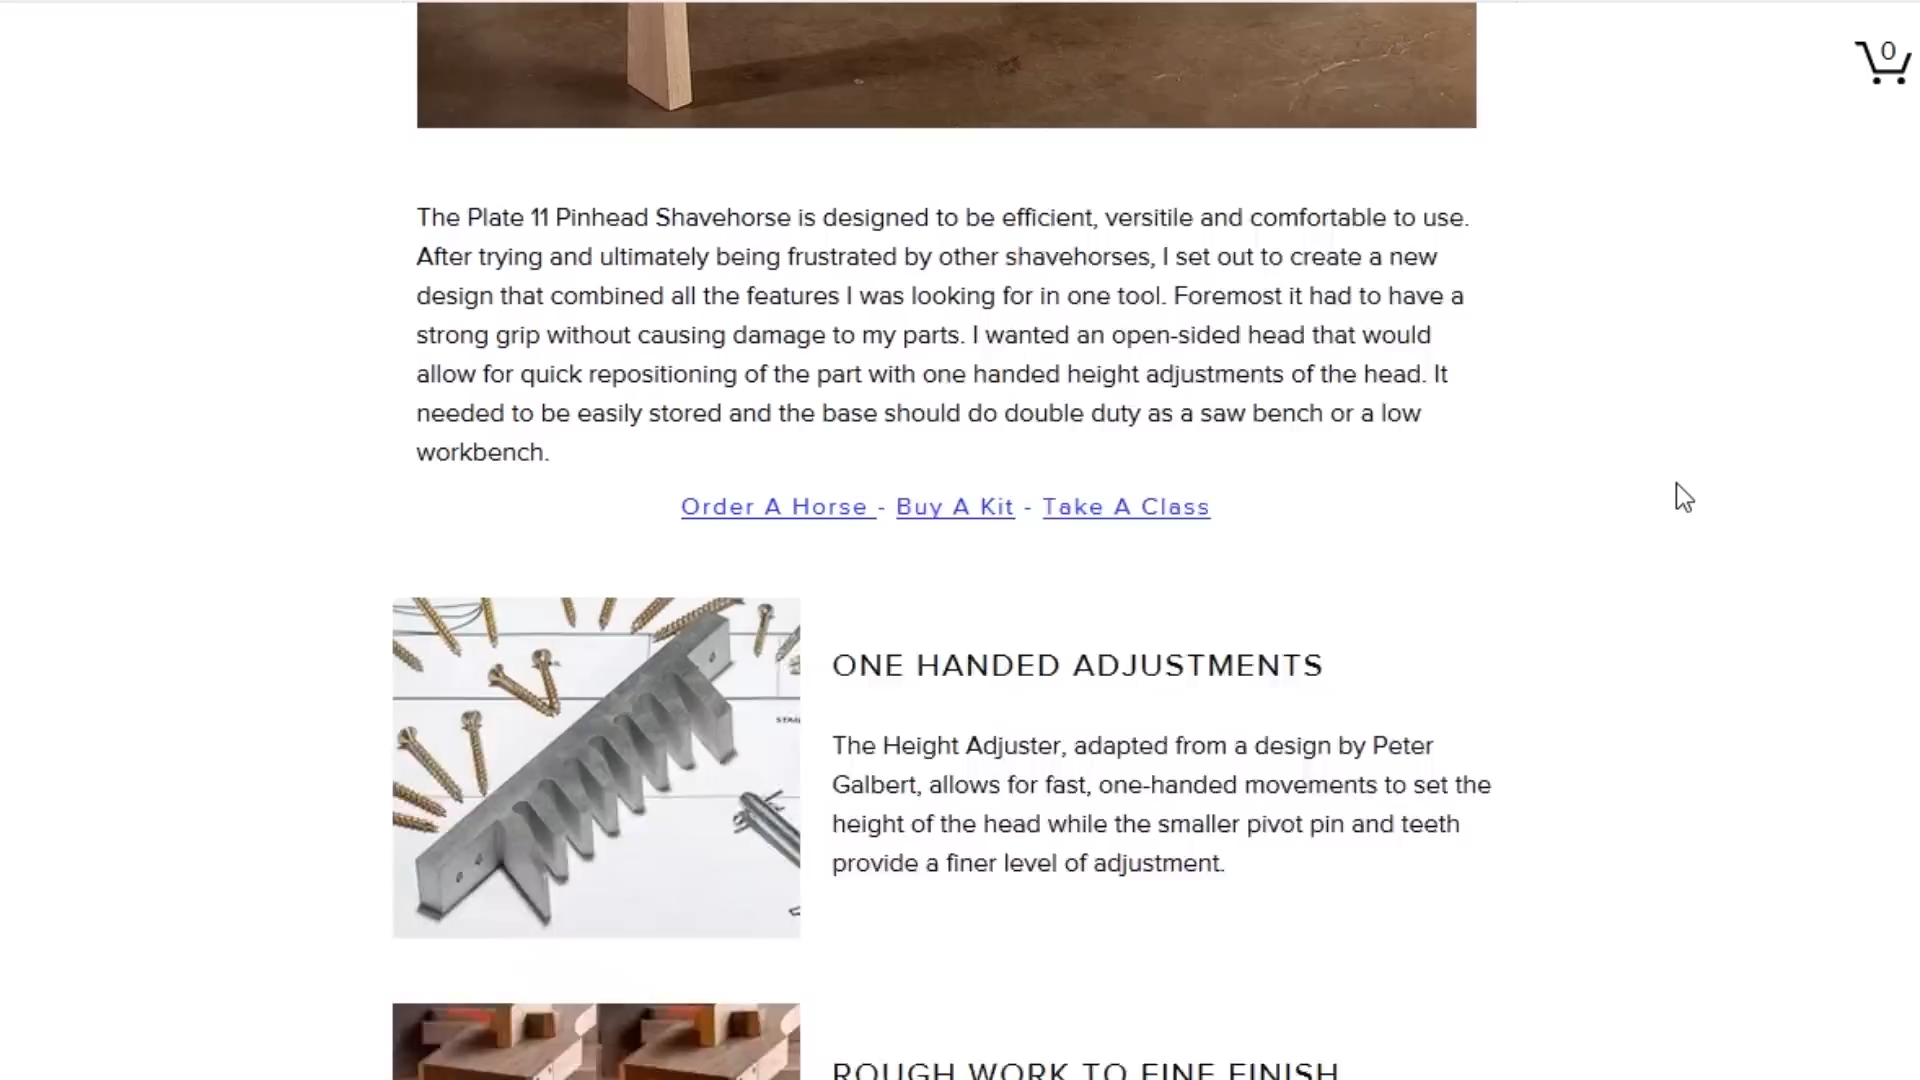 0
The Plate 11 Pinhead Shavehorse is designed to be efficient, versitile and comfortable to use.
After trying and ultimately being frustrated by other shavehorses, I set out to create a new
design that combined all the features I was looking for in one tool. Foremost it had to have a
strong grip without causing damage to my parts. I wanted an open-sided head that would
allow for quick repositioning of the part with one handed height adjustments of the head. It
needed to be easily stored and the base should do double duty as a saw bench or a low
workbench.
Order A Horse - Buy A Kit - Take A Class
ONE HANDED ADJUSTMENTS
The Height Adjuster, adapted from a design by Peter
Galbert, allows for fast, one-handed movements to set the
height of the head while the smaller pivot pin and teeth
provide a finer level of adjustment.
ROUGH WORK TO FINE FINISH